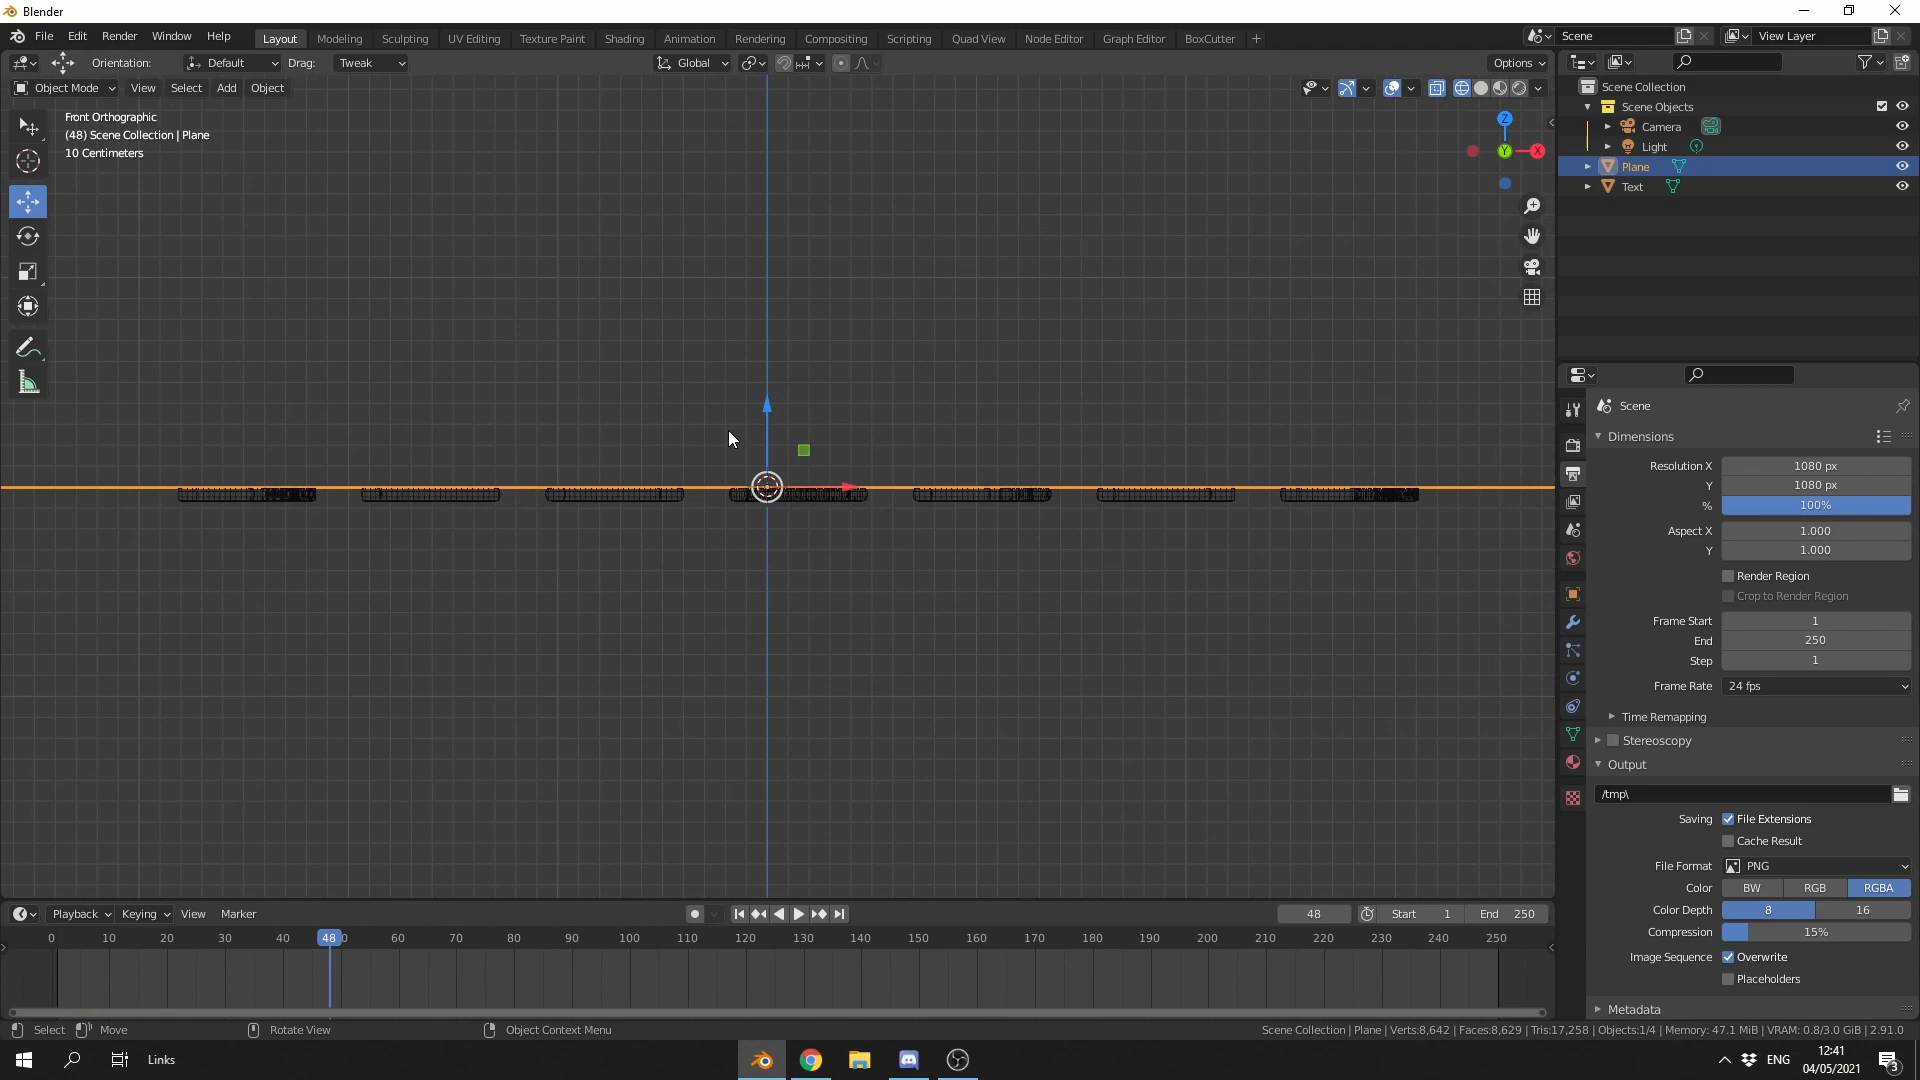 Blender
File Edit Render Window Help Layout Modeling Sculpting UV Editing Texture Paint Shading Animation Rendering Compositing Scripting Quad View Node Editor Graph Editor BoxCutter + Scene View Layer
Orientation: Default Drag: Tweak Global Options
Object Mode View Select Add Object
Front Orthographic
(48) Scene Collection | Plane
10 Centimeters
Z
Y X
Scene Collection
Scene Objects
Camera
Light
Plane
Text
Scene
Dimensions
Resolution X 1080 px
Y 1080 px
% 100%
Aspect X 1.000
Y 1.000
Render Region
Crop to Render Region
Frame Start 1
End 250
Step 1
Frame Rate 24 fps
Time Remapping
Stereoscopy
Output
/tmp\
Saving File Extensions
Cache Result
File Format PNG
Color BW RGB RGBA
Color Depth 8 16
Compression 15%
Image Sequence Overwrite
Placeholders
Metadata
Playback Keying View Marker 48 Start 1 End 250
0 10 20 30 40 48 0 60 70 80 90 100 110 120 130 140 150 160 170 180 190 200 210 220 230 240 250
Select Move Rotate View Object Context Menu Scene Collection | Plane | Verts:8,642 | Faces:8,629 | Tris:17,258 | Objects:1/4 | Memory: 47.1 MiB | VRAM: 0.8/3.0 GiB | 2.91.0
Links ENG 12:41
04/05/2021 3